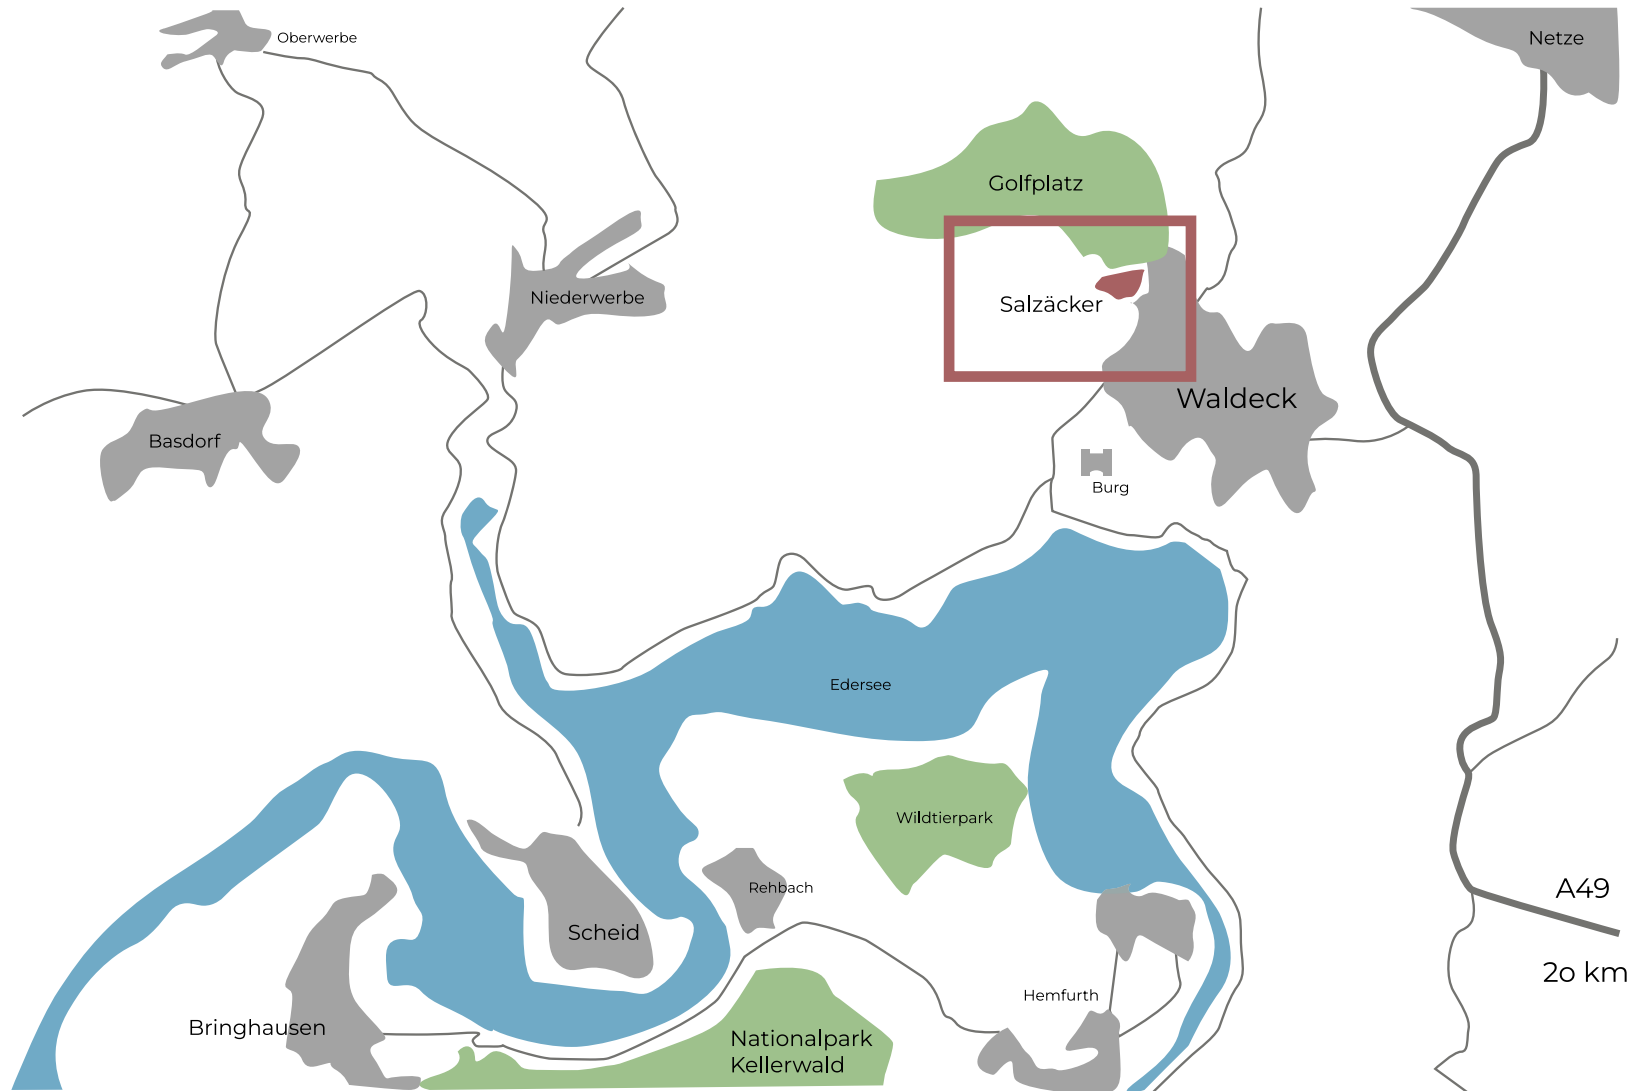 Oberwerbe
Netze
Golfplatz
Niederwerbe
Salzäcker
Waldeck
Basdorf
Burg
Edersee
Wildtierpark
Rehbach
A49
Scheid
2o km
Hemfurth
Bringhausen
Nationalpark
Kellerwald